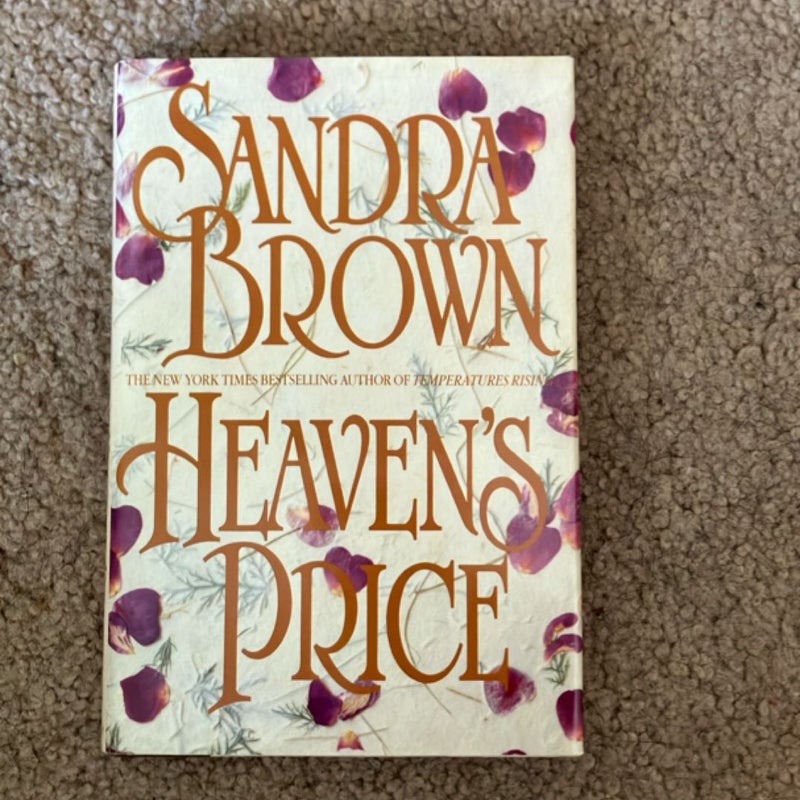 SANDRA
BROWN
THE NEW YORK TIMES BESTSELLING AUTHOR OF TEMPERATURES RISING
HEAVEN'S
PRICE